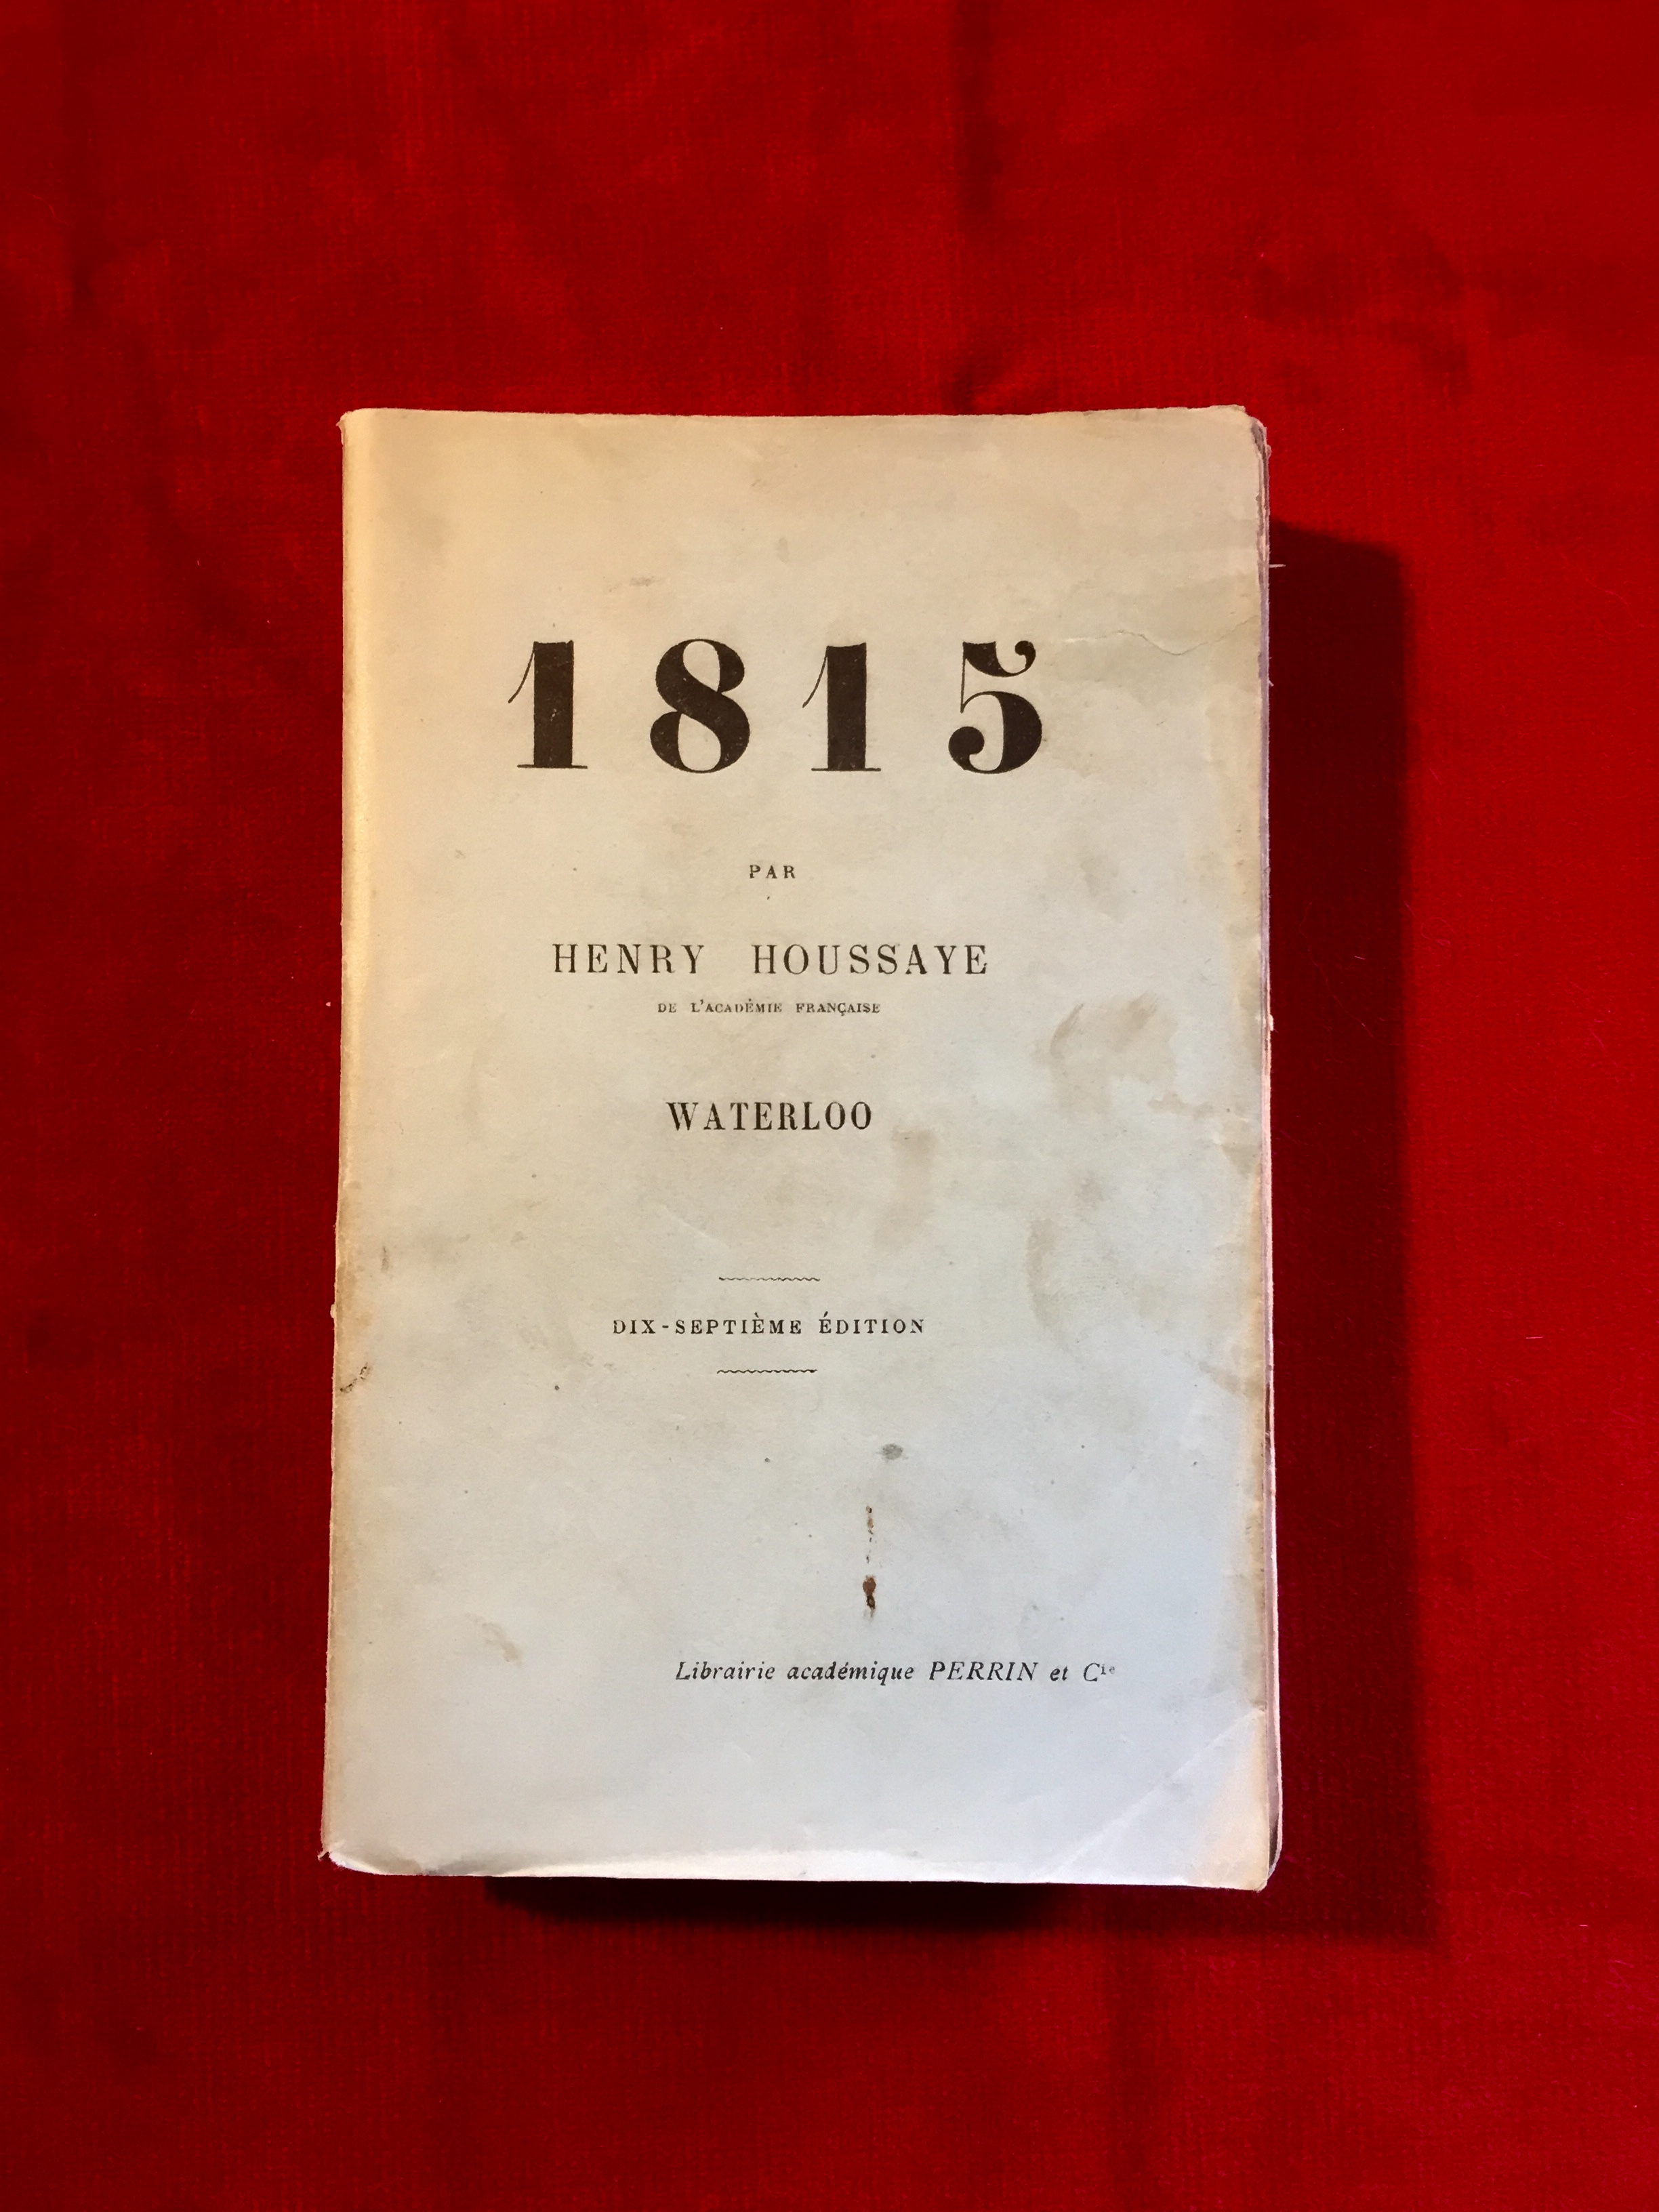 1815
PAR
HENRY HOUSSAYE
DE L'ACADÉMIE FRANÇAISE
WATERLOO
DIX-SEPTIÈME ÉDITION
Librairie académique PERRIN et Cie